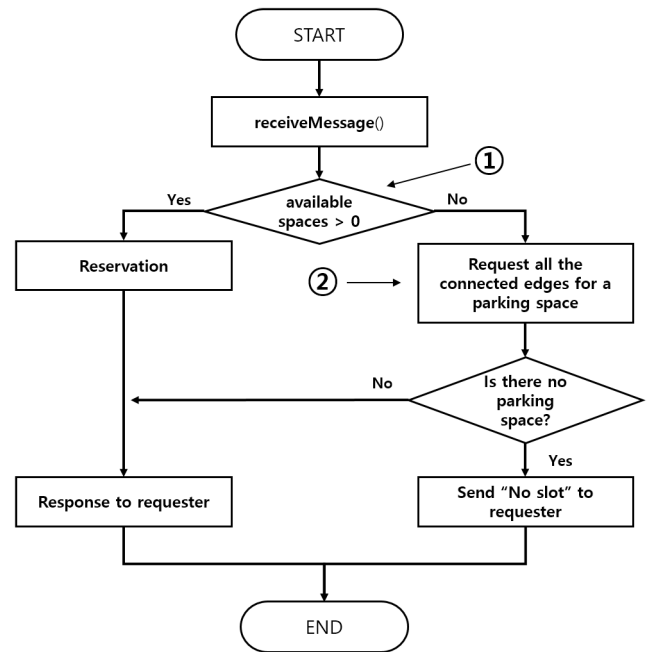 START
receiveMessage()
①
Yes
available
spaces > 0
No
Reservation
②
Request all the
connected edges for a
parking space
No
Is there no
parking
space?
Yes
Response to requester
Send “No slot” to
requester
END